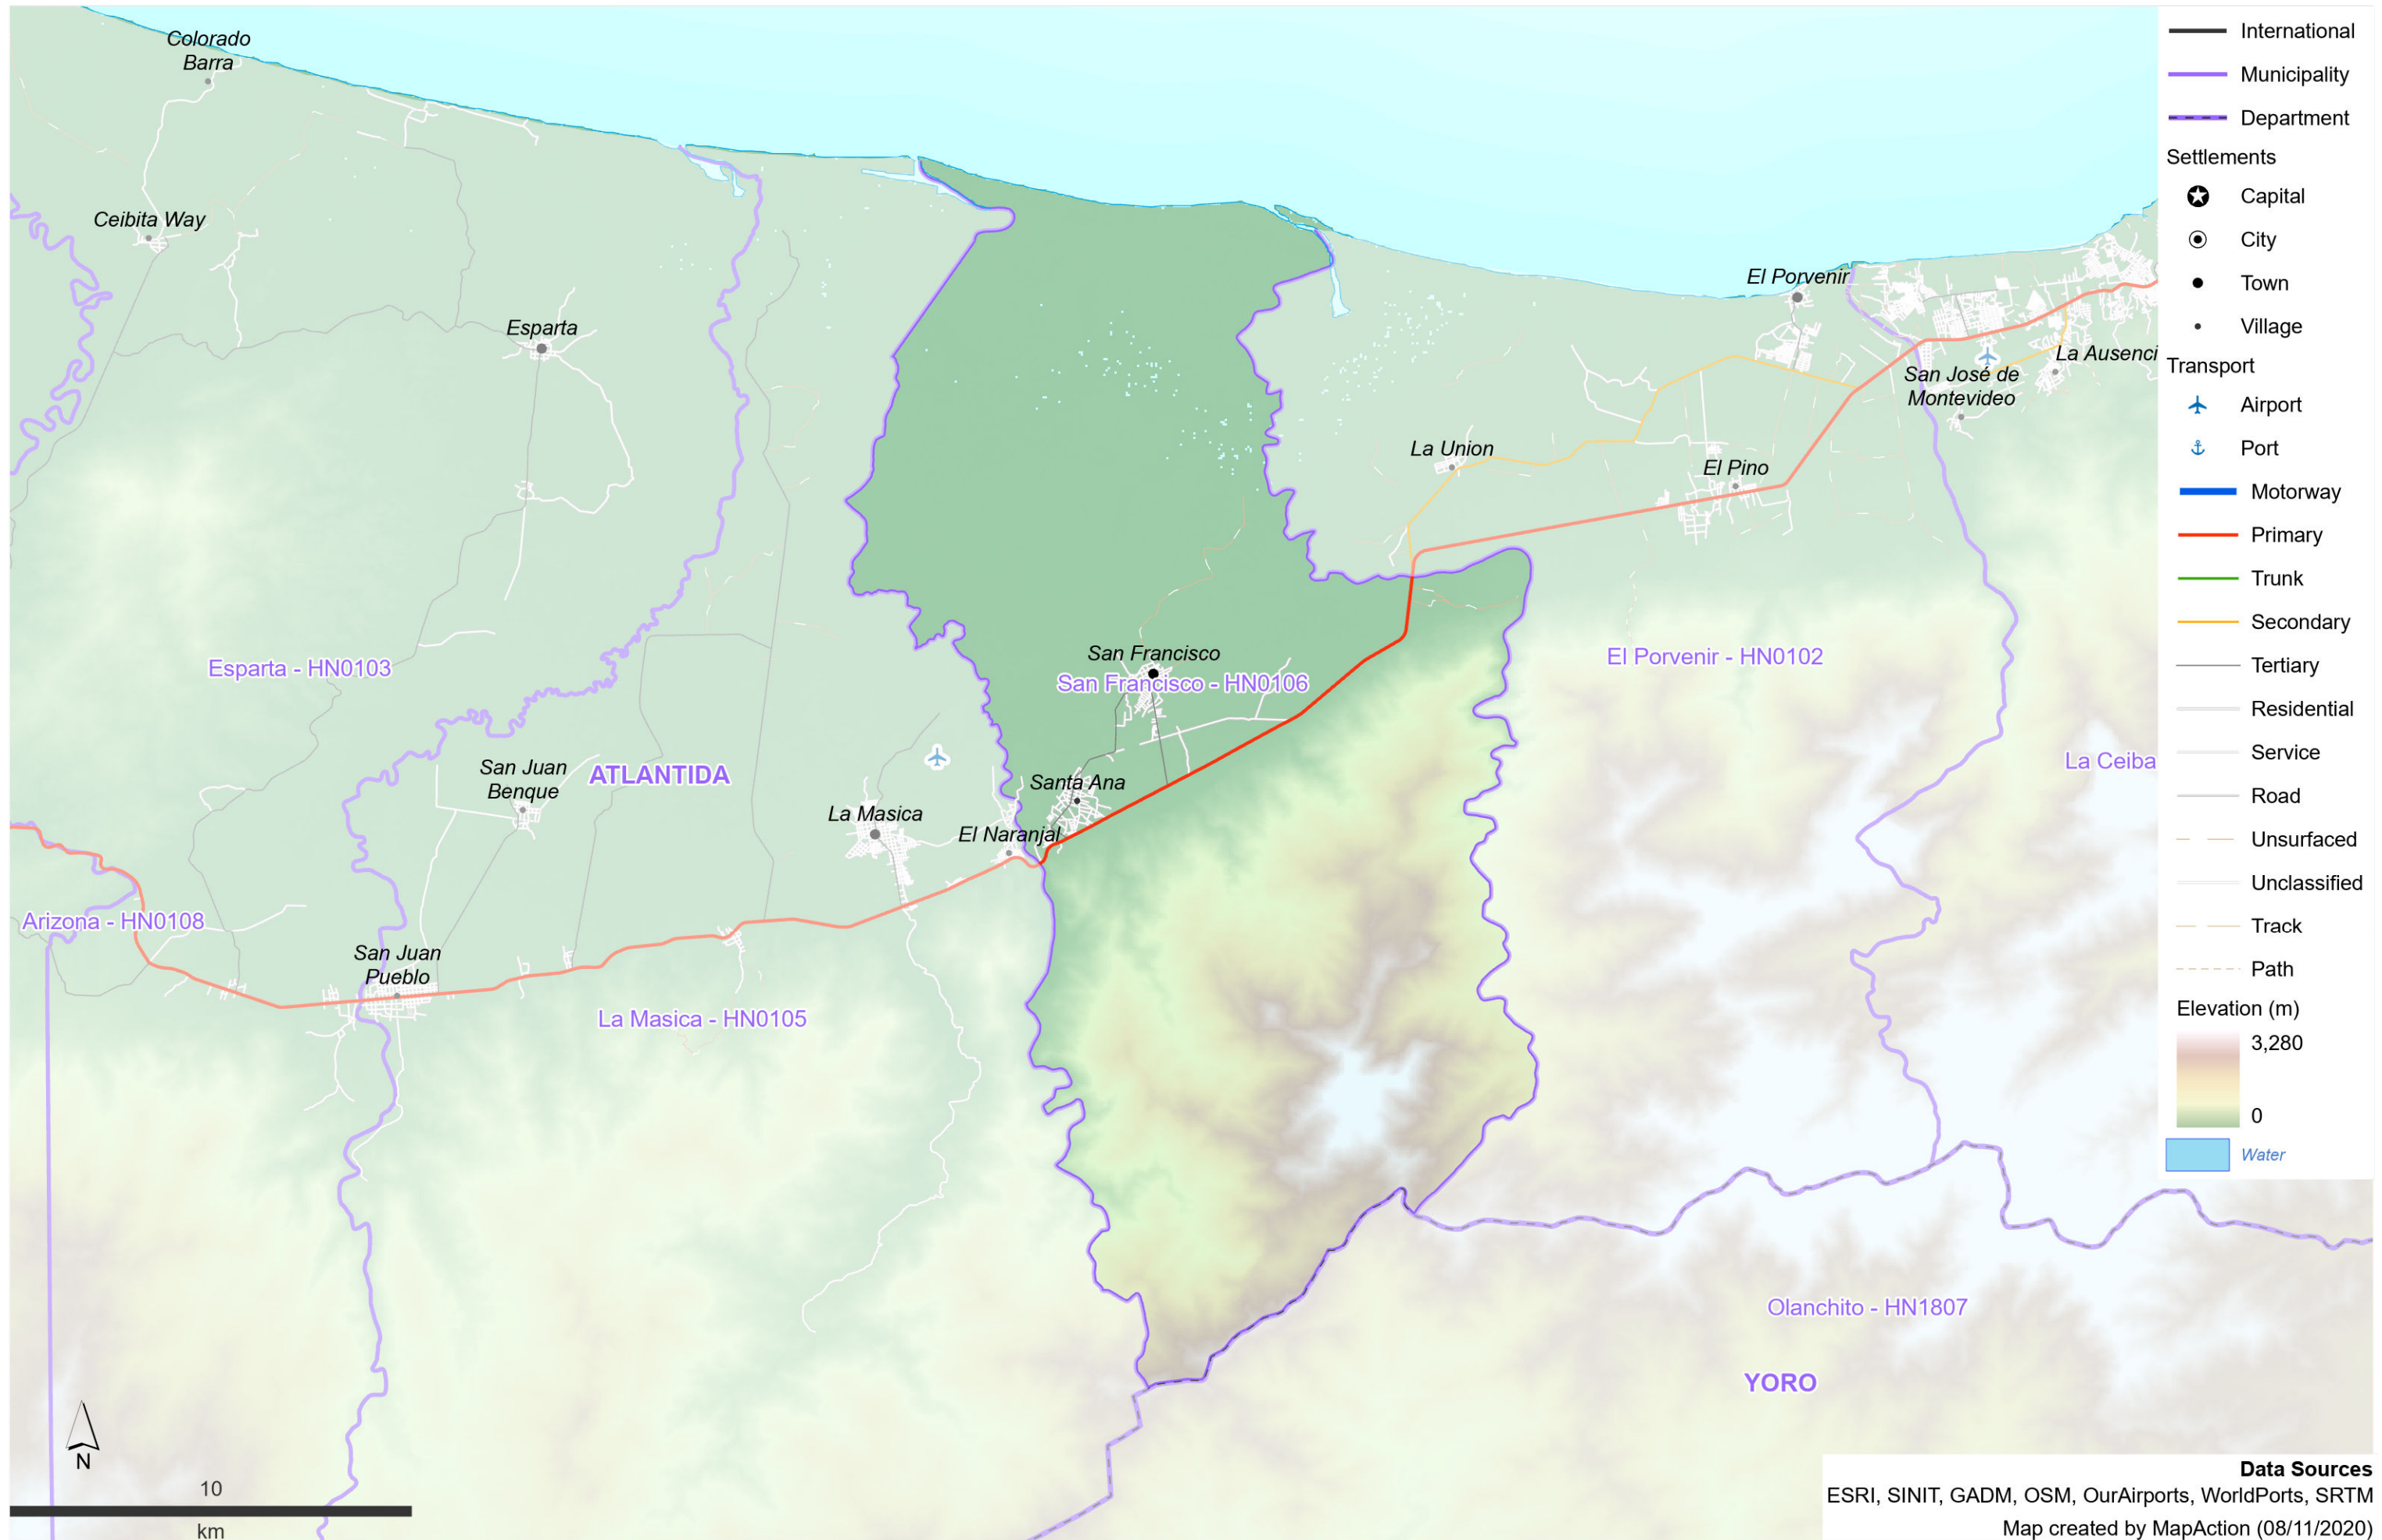 Colorado
Barra
Ceibita Way
Esparta
El Porvenir
La Ausenci
San José de
Montevideo
La Union
El Pino
San Francisco
San Francisco - HN0106
Esparta - HN0103
El Porvenir - HN0102
La Ceiba
San Juan
Benque
ATLANTIDA
Santa Ana
La Masica
El Naranjal
Arizona - HN0108
San Juan
Pueblo
La Masica - HN0105
Olanchito - HN1807
YORO
N
10
km
International
Municipality
Department
Settlements
Capital
City
Town
Village
Transport
Airport
Port
Motorway
Primary
Trunk
Secondary
Tertiary
Residential
Service
Road
Unsurfaced
Unclassified
Track
Path
Elevation (m)
3,280
0
Water
Data Sources
ESRI, SINIT, GADM, OSM, OurAirports, WorldPorts, SRTM
Map created by MapAction (08/11/2020)